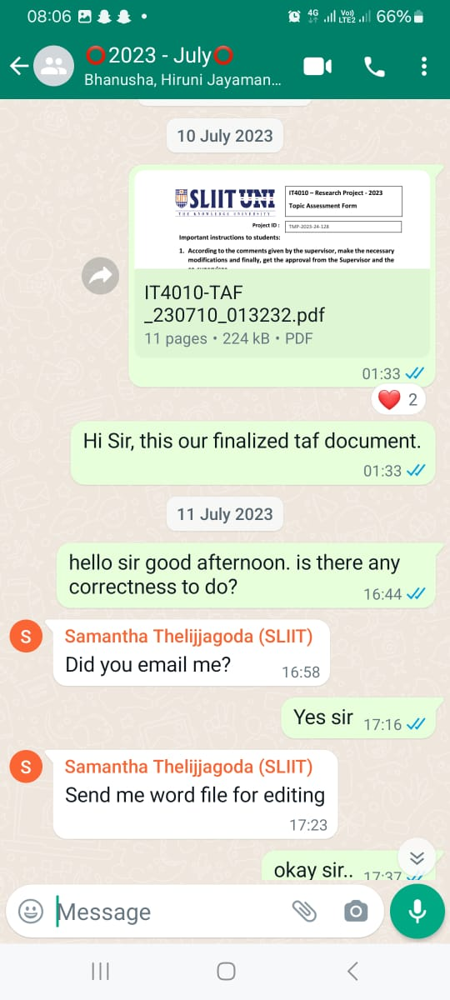 08:06
4G Vo)) LTE2 66%
⭕2023 - July⭕
Bhanusha, Hiruni Jayaman...
10 July 2023
SLIIT UNI
THE KNOWLEDGE UNIVERSITY
IT4010 – Research Project - 2023
Topic Assessment Form
Project ID :
TMP-2023-24-128
Important instructions to students:
1. According to the comments given by the supervisor, make the necessary
modifications and finally, get the approval from the Supervisor and the
IT4010-TAF
_230710_013232.pdf
11 pages • 224 kB • PDF
01:33
❤️ 2
Hi Sir, this our finalized taf document.
01:33
11 July 2023
hello sir good afternoon. is there any
correctness to do?
16:44
S
Samantha Thelijjagoda (SLIIT)
Did you email me?
16:58
Yes sir
17:16
S
Samantha Thelijjagoda (SLIIT)
Send me word file for editing
17:23
okay sir..
17:37
Message